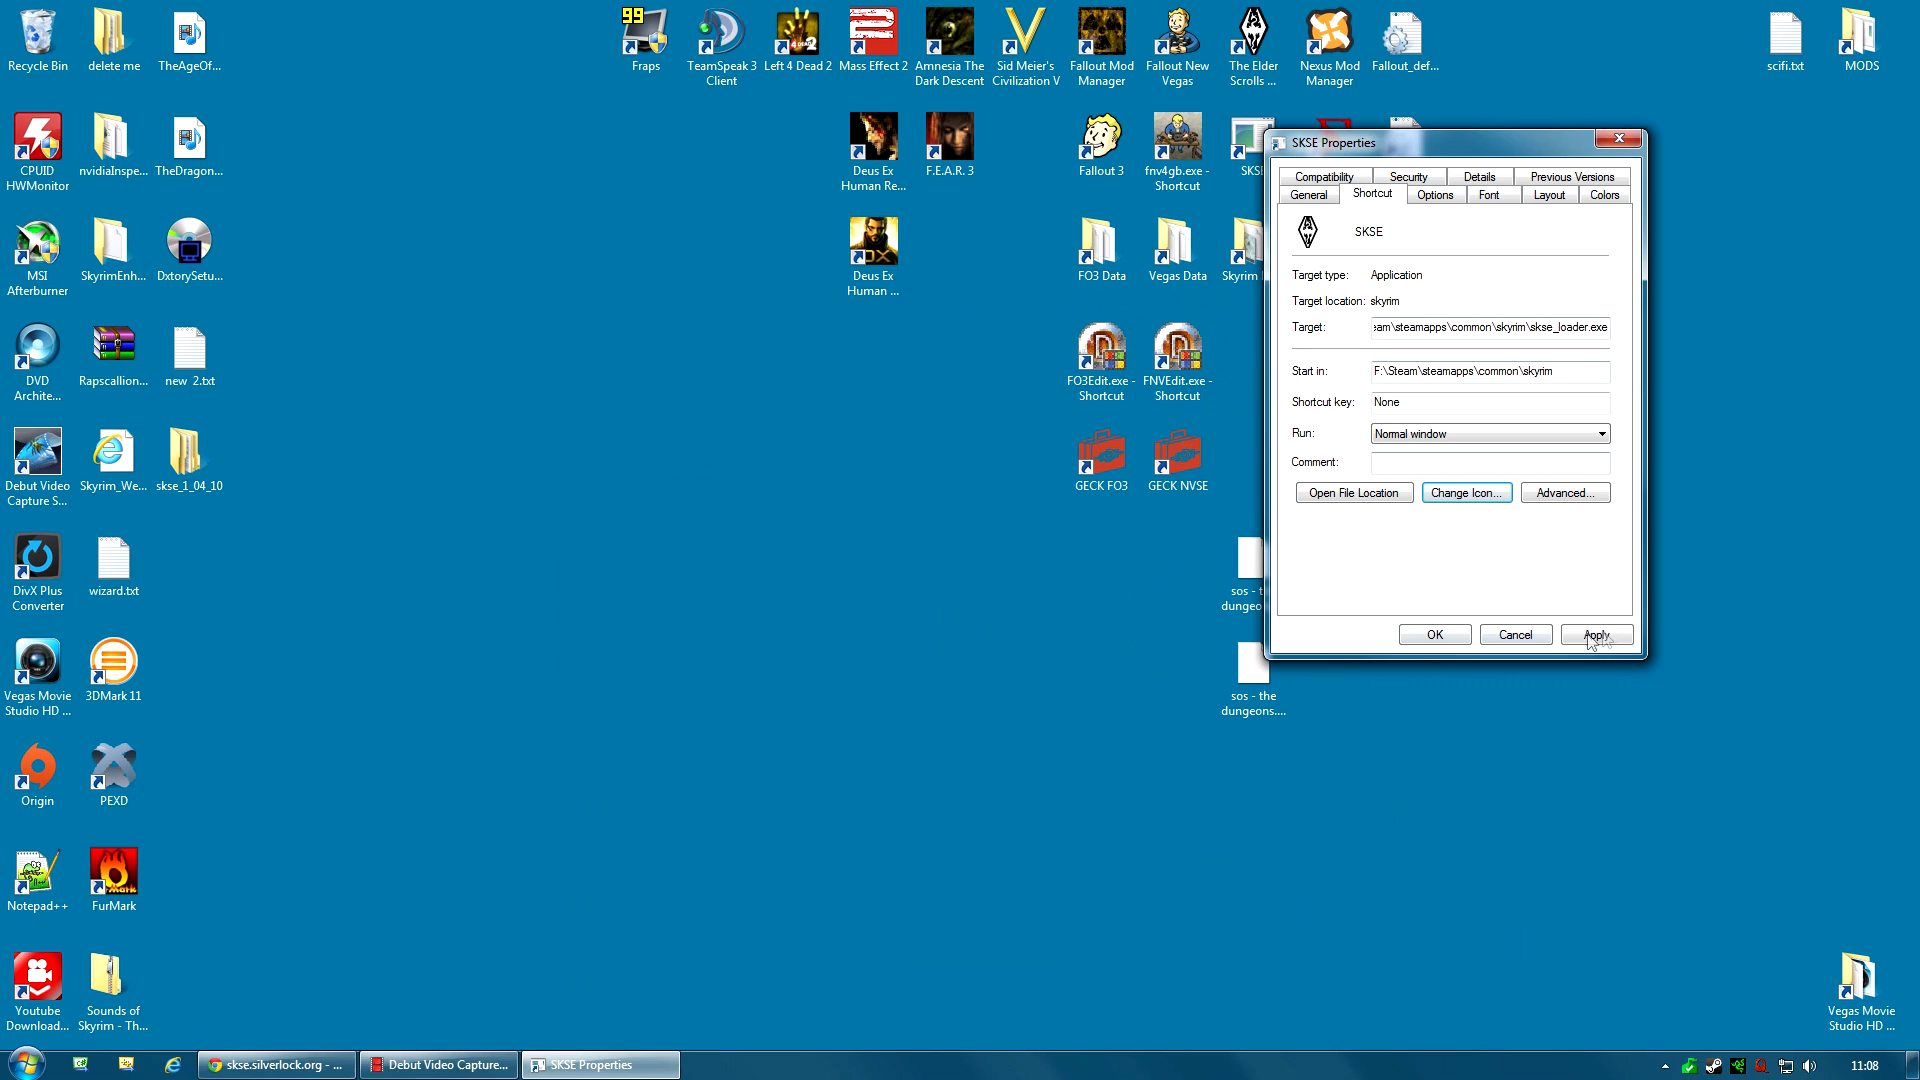 Recycle Bin
delete me
TheAgeOf...
99
Fraps
TeamSpeak 3
Client
Left 4 Dead 2
Mass Effect 2
Amnesia The
Dark Descent
Sid Meier's
Civilization V
Fallout Mod
Manager
Fallout New
Vegas
The Elder
Scrolls ...
Nexus Mod
Manager
Fallout_def...
scifi.txt
MODS
CPUID
HWMonitor
nvidiaInspe...
TheDragon...
Deus Ex
Human Re...
F.E.A.R. 3
Fallout 3
fnv4gb.exe -
Shortcut
SKSE
MSI
Afterburner
SkyrimEnh...
DxtorySetu...
Deus Ex
Human ...
FO3 Data
Vegas Data
Skyrim
DVD
Archite...
Rapscallion...
new 2.txt
FO3Edit.exe -
Shortcut
FNVEdit.exe -
Shortcut
Debut Video
Capture S...
Skyrim_We...
skse_1_04_10
GECK FO3
GECK NVSE
DivX Plus
Converter
wizard.txt
sos - t
dungeo
Vegas Movie
Studio HD ...
3DMark 11
sos - the
dungeons....
Origin
PEXD
Notepad++
FurMark
Youtube
Download...
Sounds of
Skyrim - Th...
Vegas Movie
Studio HD ...
SKSE Properties
Compatibility
Security
Details
Previous Versions
General
Shortcut
Options
Font
Layout
Colors
SKSE
Target type: Application
Target location: skyrim
Target: eam\steamapps\common\skyrim\skse_loader.exe
Start in: F:\Steam\steamapps\common\skyrim
Shortcut key: None
Run: Normal window
Comment:
Open File Location
Change Icon...
Advanced...
OK
Cancel
Apply
skse.silverlock.org - ...
Debut Video Capture...
SKSE Properties
11:08